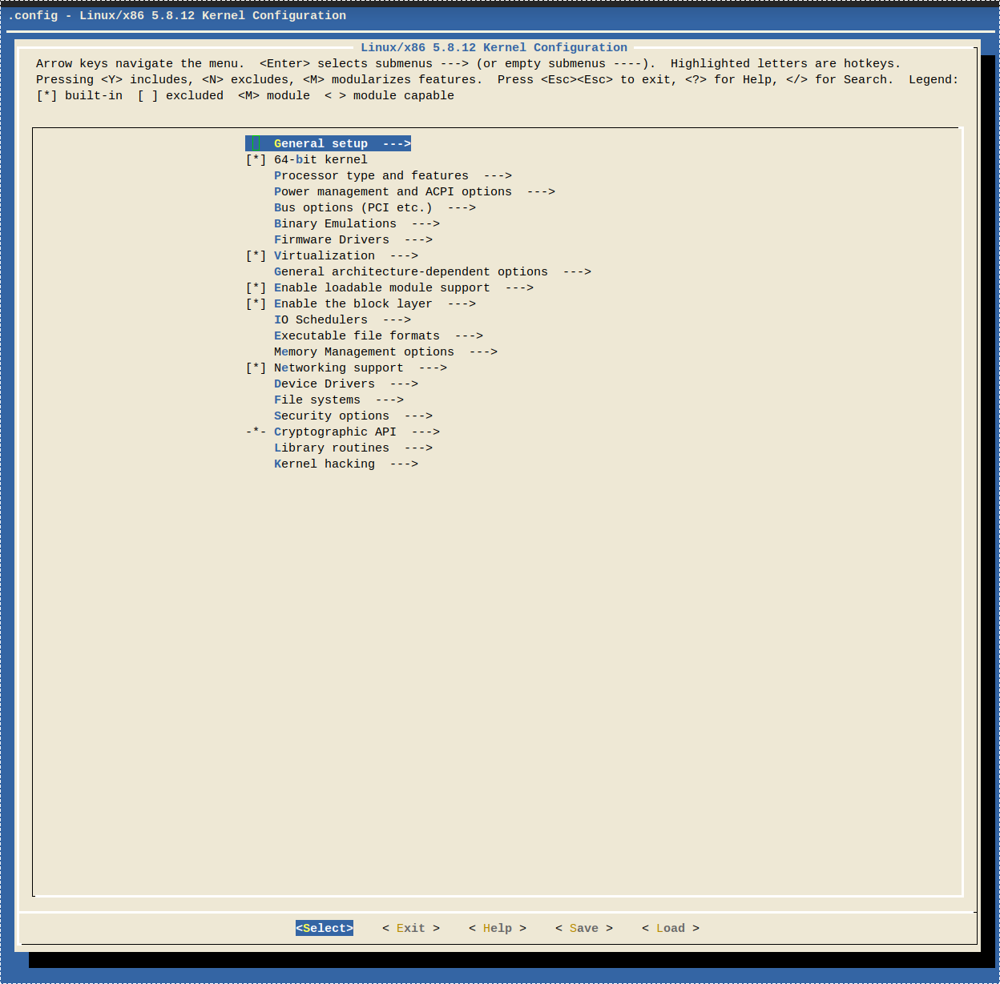 .config - Linux/x86 5.8.12 Kernel Configuration
Linux/x86 5.8.12 Kernel Configuration
Arrow keys navigate the menu.  <Enter> selects submenus ---> (or empty submenus ----).  Highlighted letters are hotkeys.
Pressing <Y> includes, <N> excludes, <M> modularizes features.  Press <Esc><Esc> to exit, <?> for Help, </> for Search.  Legend:
[*] built-in  [ ] excluded  <M> module  < > module capable
General setup  --->
[*] 64-bit kernel
Processor type and features  --->
Power management and ACPI options  --->
Bus options (PCI etc.)  --->
Binary Emulations  --->
Firmware Drivers  --->
[*] Virtualization  --->
General architecture-dependent options  --->
[*] Enable loadable module support  --->
[*] Enable the block layer  --->
IO Schedulers  --->
Executable file formats  --->
Memory Management options  --->
[*] Networking support  --->
Device Drivers  --->
File systems  --->
Security options  --->
-*- Cryptographic API  --->
Library routines  --->
Kernel hacking  --->
<Select>    < Exit >    < Help >    < Save >    < Load >